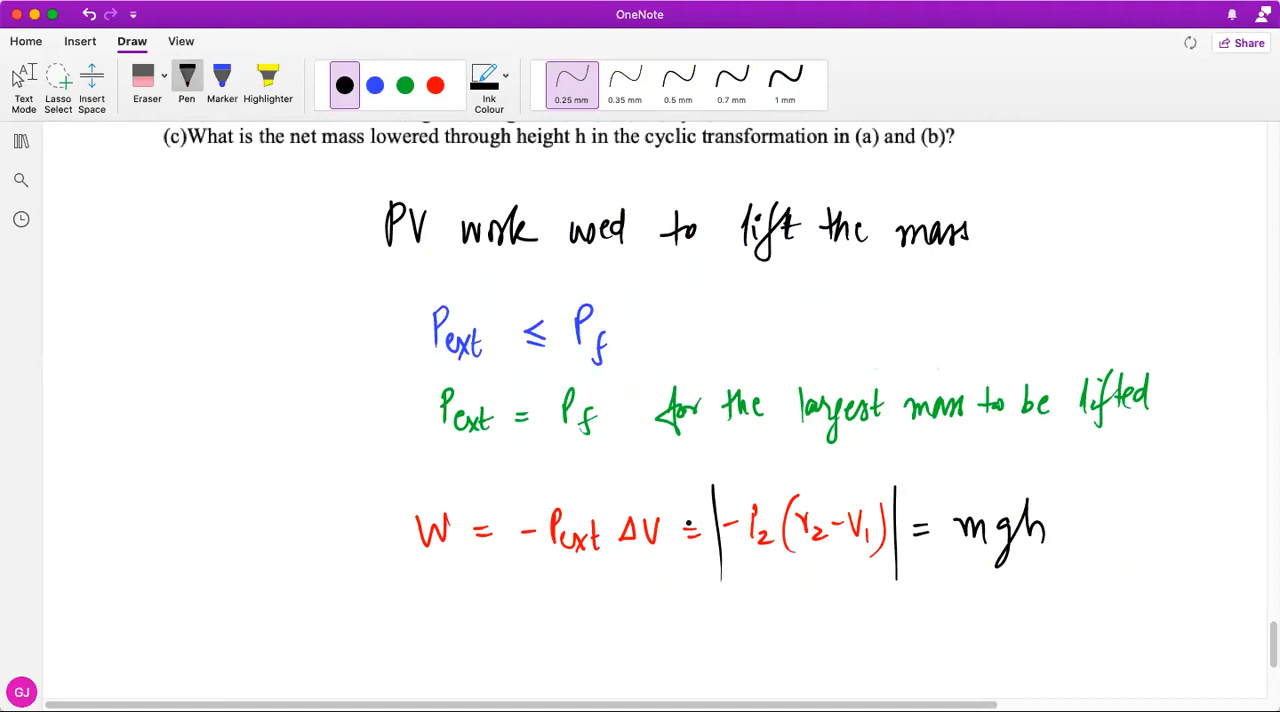 OneNote
Home Insert Draw View
Share
Text Mode
Lasso Select
Insert Space
Eraser
Pen
Marker
Highlighter
Ink Colour
0.25 mm
0.35 mm
0.5 mm
0.7 mm
1 mm
(c)What is the net mass lowered through height h in the cyclic transformation in (a) and (b)?
PV work used to lift the mass
Pext ≤ Pf
Pext = Pf for the largest mass to be lifted
W = -Pext ΔV = |-P2(V2-V1)| = mgh
GJ